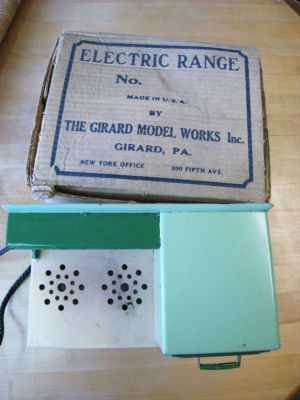 ELECTRIC RANGE
No.
MADE IN U.S.A.
BY
THE GIRARD MODEL WORKS Inc.
GIRARD, PA.
NEW YORK OFFICE 200 FIFTH AVE.